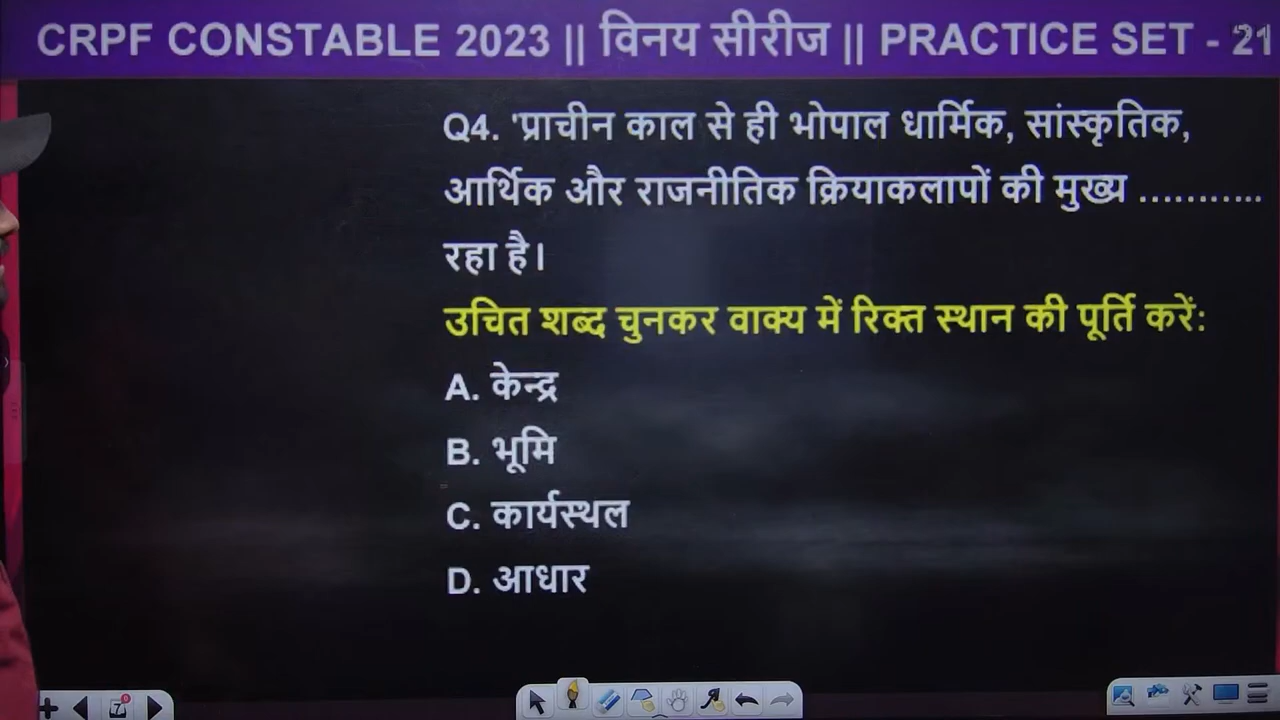 CRPF CONSTABLE 2023 || विनय सीरीज || PRACTICE SET - 21
Q4. 'प्राचीन काल से ही भोपाल धार्मिक, सांस्कृतिक,
आर्थिक और राजनीतिक क्रियाकलापों की मुख्य ...........
रहा है।
उचित शब्द चुनकर वाक्य में रिक्त स्थान की पूर्ति करें:
A. केन्द्र
B. भूमि
C. कार्यस्थल
D. आधार